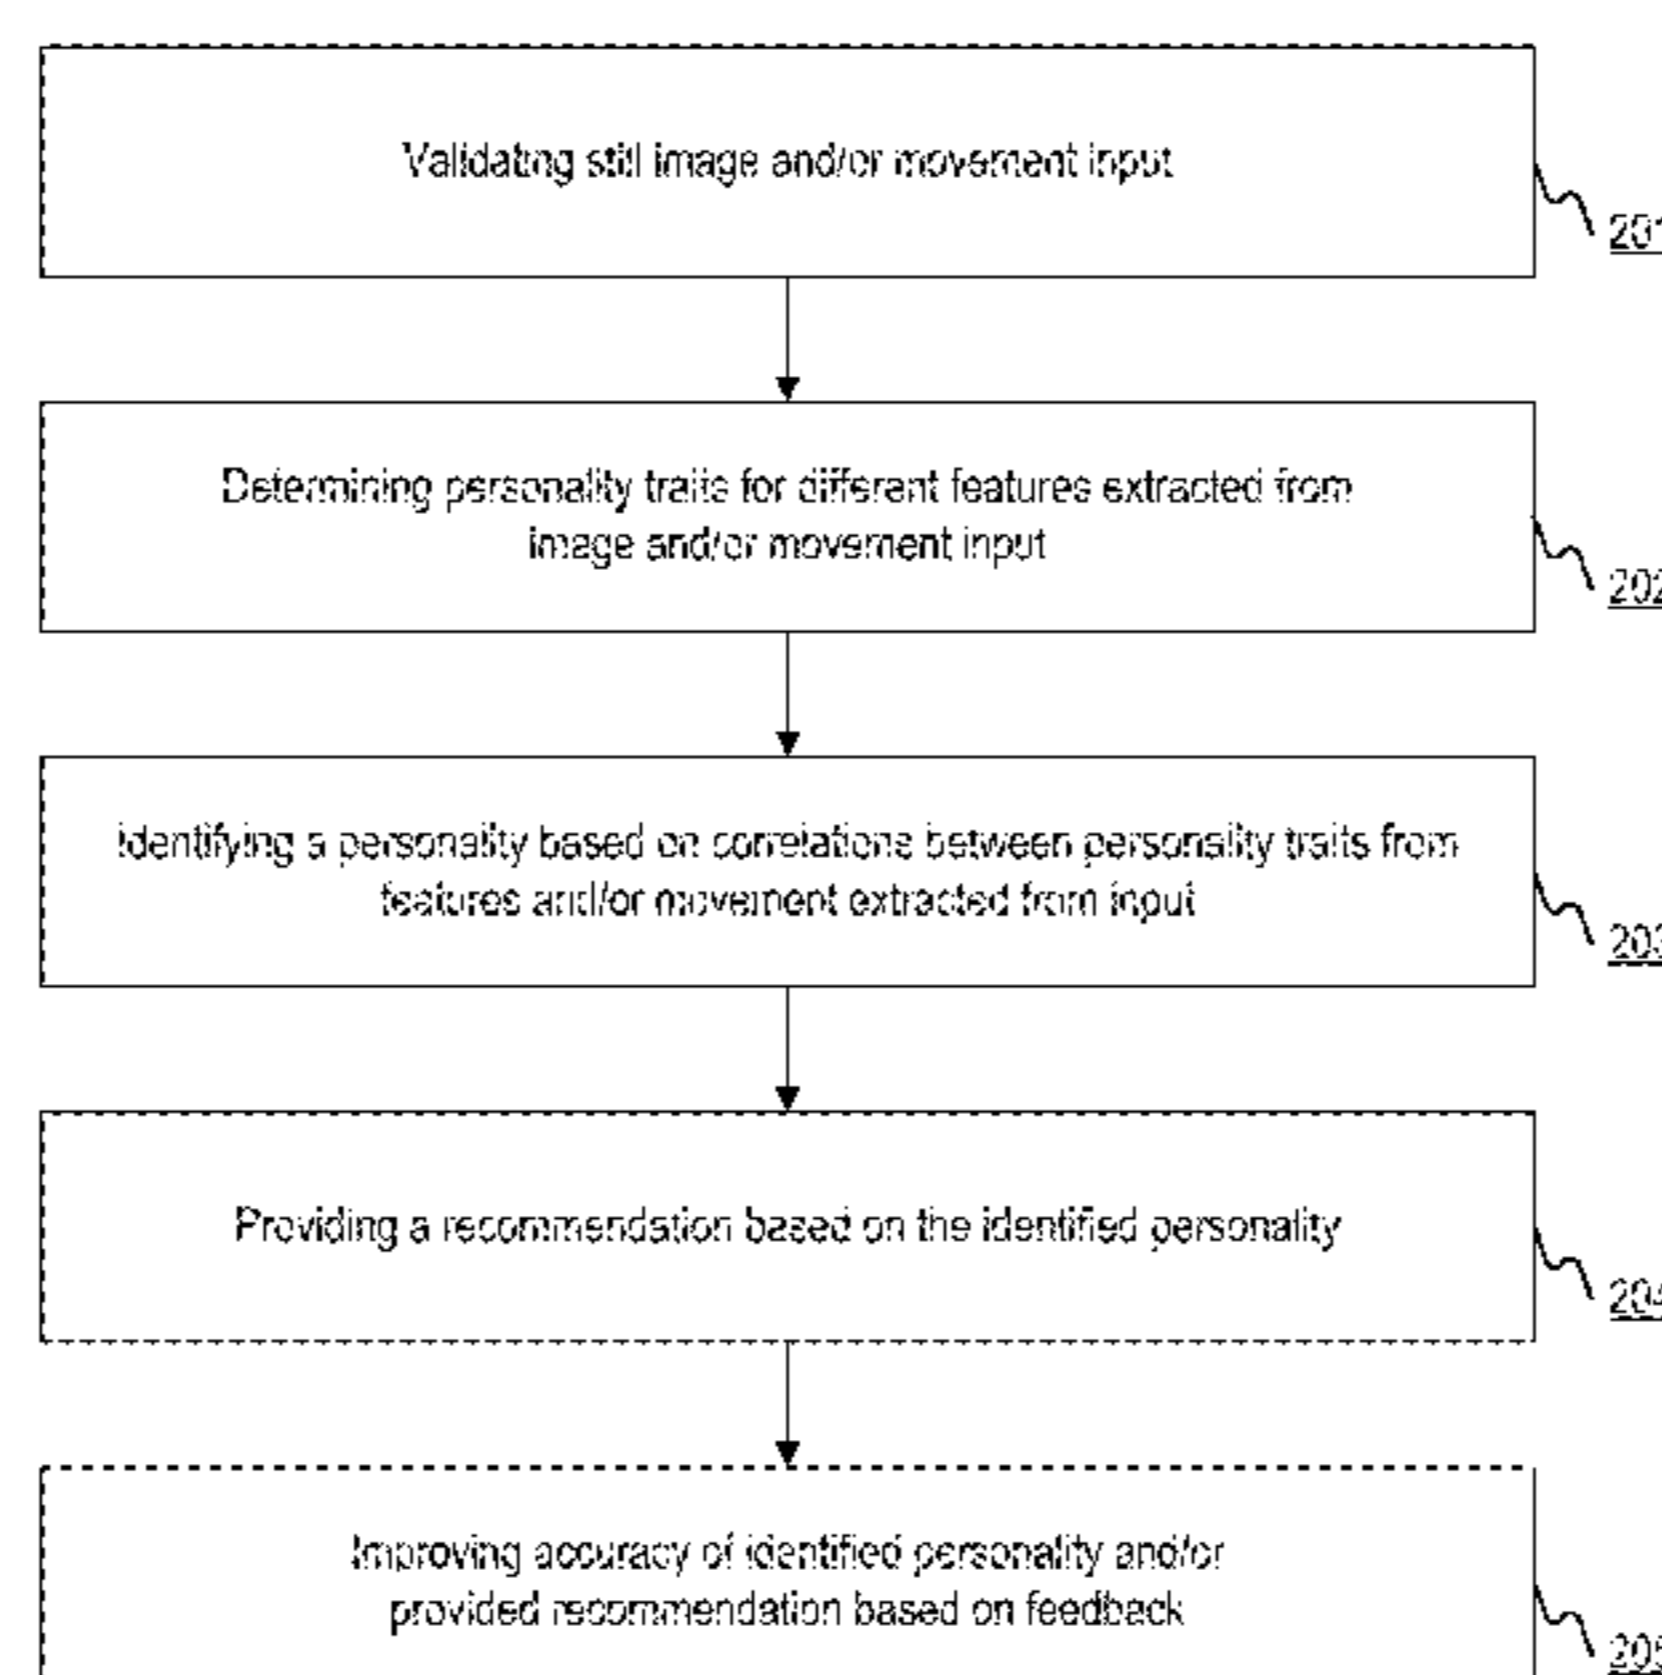 Validating still image and/or movement input
201
Determining personality traits for different features extracted from
image and/or movement input
202
Identifying a personality based on correlations between personality traits from
features and/or movement extracted from input
203
Providing a recommendation based on the identified personality
204
Improving accuracy of identified personality and/or
provided recommendation based on feedback
205